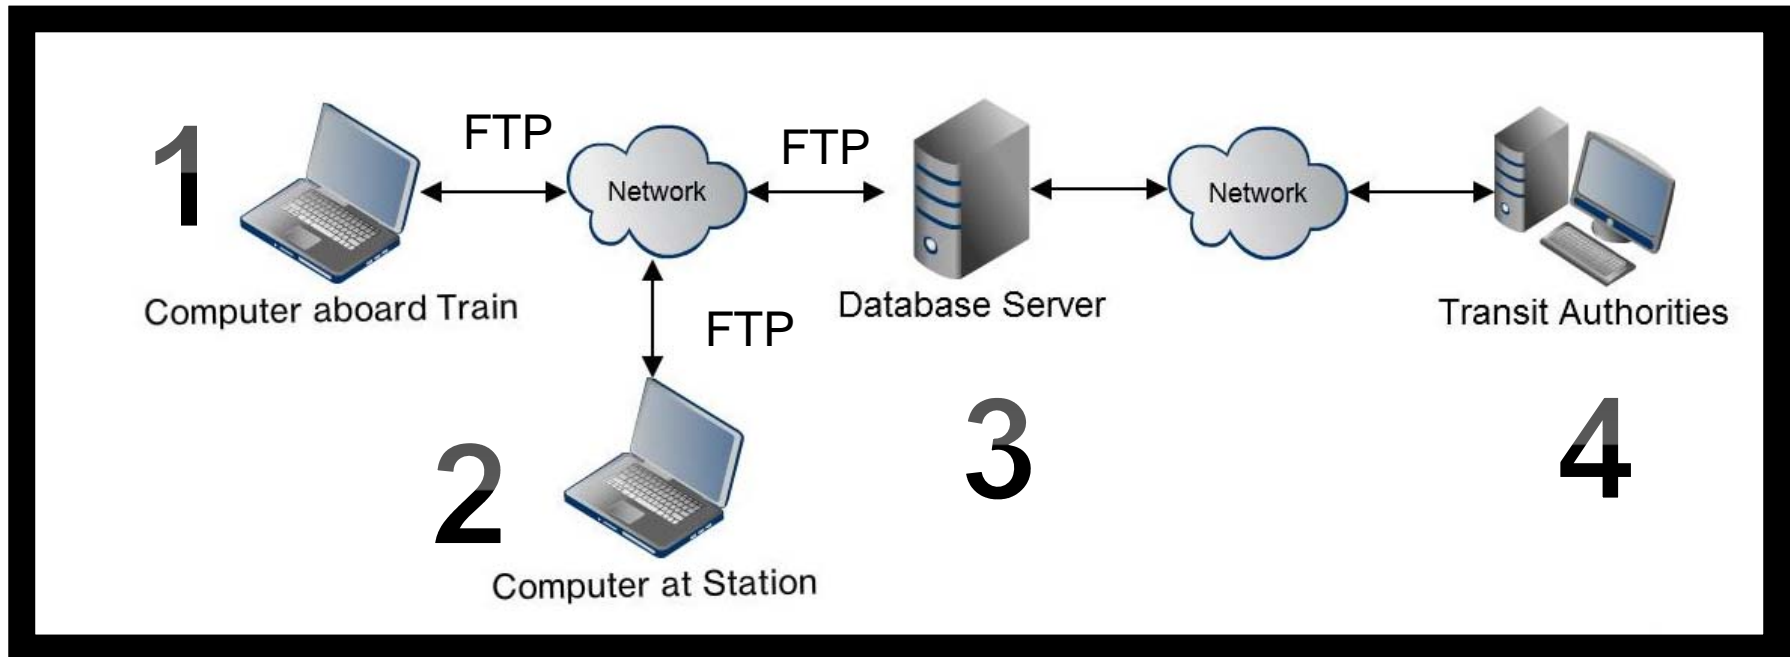 1
FTP
Network
FTP
Network
Computer aboard Train
Database Server
Transit Authorities
FTP
2
3
4
Computer at Station